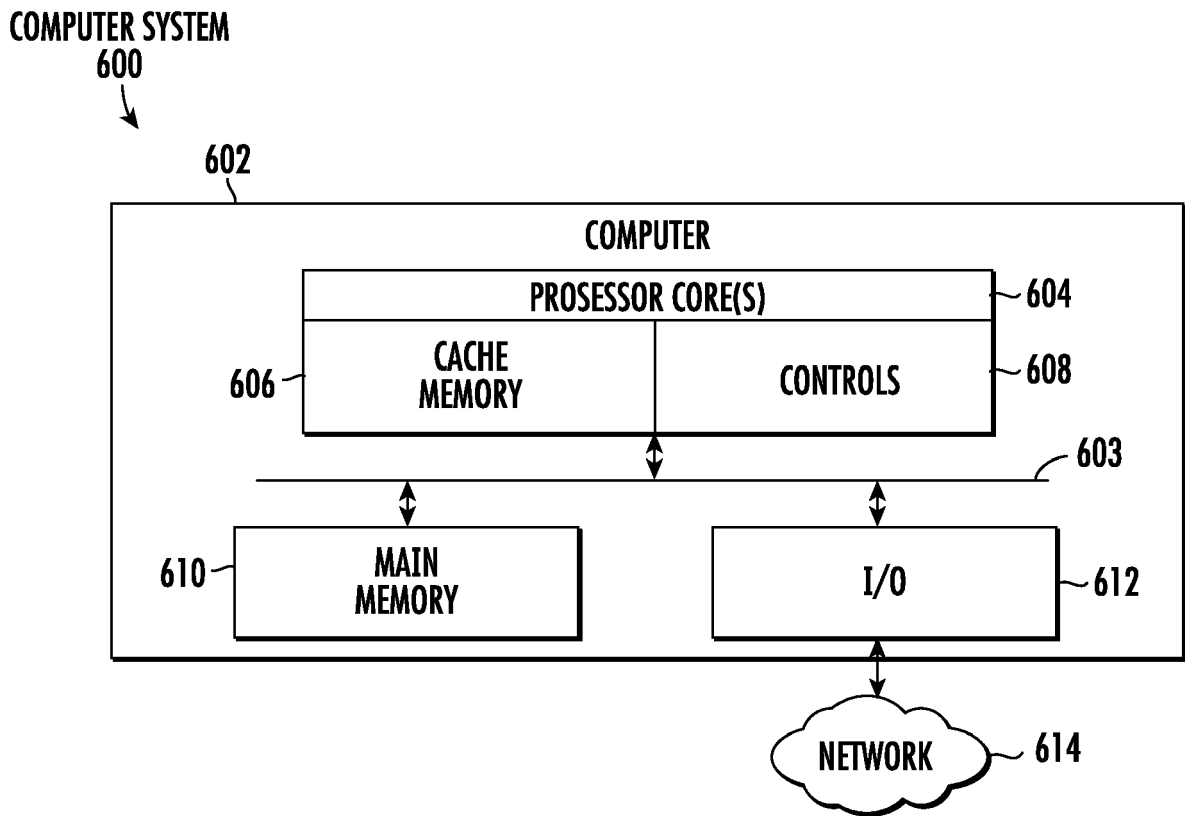 COMPUTER SYSTEM
600
602
COMPUTER
PROSESSOR CORE(S)
604
606
CACHE
MEMORY
CONTROLS
608
603
610
MAIN
MEMORY
I/O
612
NETWORK
614